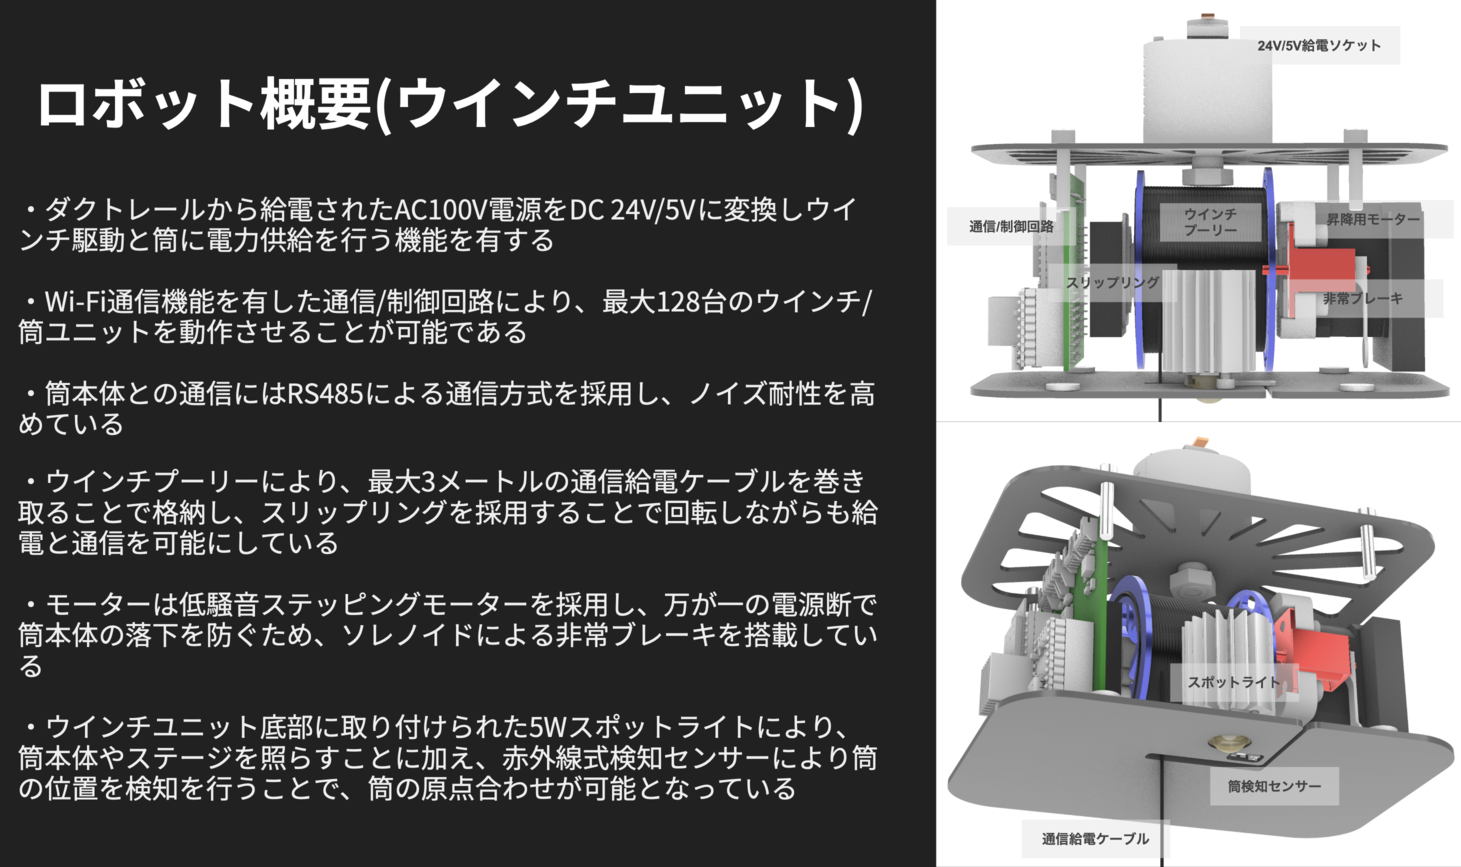 ロボット概要(ウインチユニット)
・ダクトレールから給電されたAC100V電源をDC 24V/5Vに変換しウイ
ンチ駆動と筒に電力供給を行う機能を有する
・Wi-Fi通信機能を有した通信/制御回路により、最大128台のウインチ/
筒ユニットを動作させることが可能である
・筒本体との通信にはRS485による通信方式を採用し、ノイズ耐性を高
めている
・ウインチプーリーにより、最大3メートルの通信給電ケーブルを巻き
取ることで格納し、スリップリングを採用することで回転しながらも給
電と通信を可能にしている
・モーターは低騒音ステッピングモーターを採用し、万が一の電源断で
筒本体の落下を防ぐため、ソレノイドによる非常ブレーキを搭載してい
る
・ウインチユニット底部に取り付けられた5Wスポットライトにより、
筒本体やステージを照らすことに加え、赤外線式検知センサーにより筒
の位置を検知を行うことで、筒の原点合わせが可能となっている
24V/5V給電ソケット
通信/制御回路
ウインチ
プーリー
昇降用モーター
スリップリング
非常ブレーキ
スポットライト
筒検知センサー
通信給電ケーブル